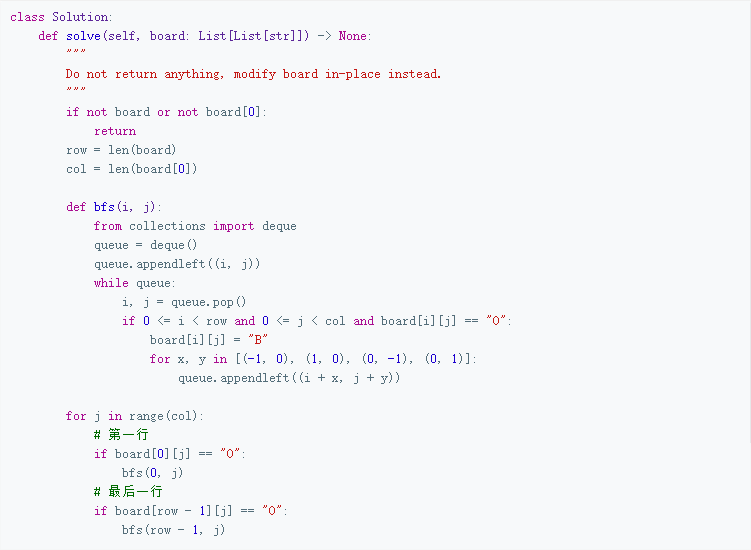 class Solution:
    def solve(self, board: List[List[str]]) -> None:
        """
        Do not return anything, modify board in-place instead.
        """
        if not board or not board[0]:
            return
        row = len(board)
        col = len(board[0])

        def bfs(i, j):
            from collections import deque
            queue = deque()
            queue.appendleft((i, j))
            while queue:
                i, j = queue.pop()
                if 0 <= i < row and 0 <= j < col and board[i][j] == "O":
                    board[i][j] = "B"
                    for x, y in [(-1, 0), (1, 0), (0, -1), (0, 1)]:
                        queue.appendleft((i + x, j + y))

        for j in range(col):
            # 第一行
            if board[0][j] == "O":
                bfs(0, j)
            # 最后一行
            if board[row - 1][j] == "O":
                bfs(row - 1, j)